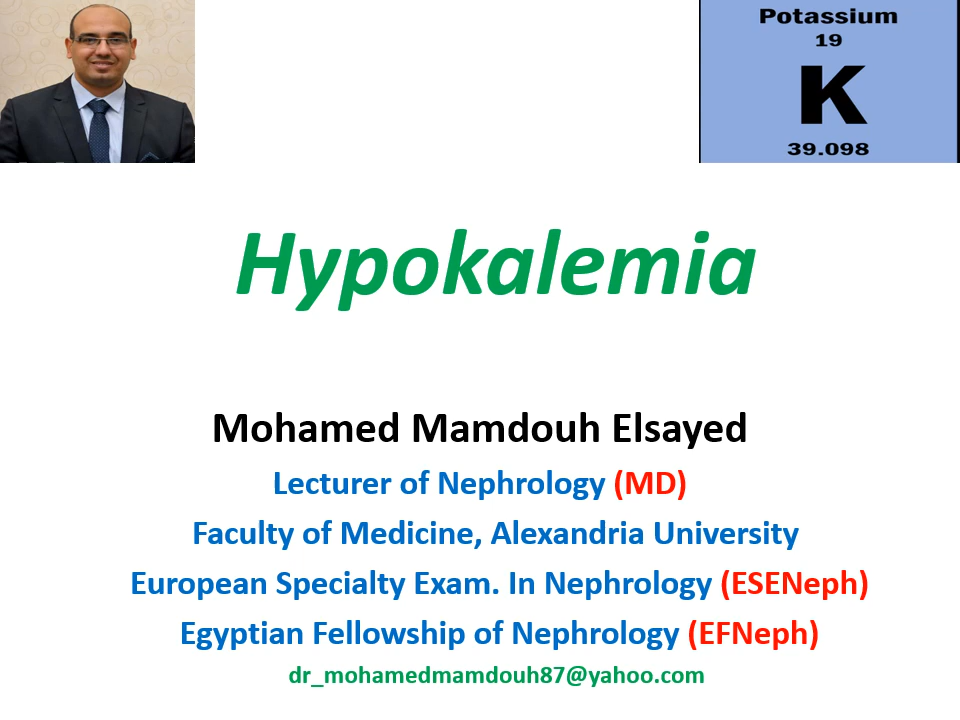 Potassium
19
K
39.098
Hypokalemia
Mohamed Mamdouh Elsayed
Lecturer of Nephrology (MD)
Faculty of Medicine, Alexandria University
European Specialty Exam. In Nephrology (ESENeph)
Egyptian Fellowship of Nephrology (EFNeph)
dr_mohamedmamdouh87@yahoo.com